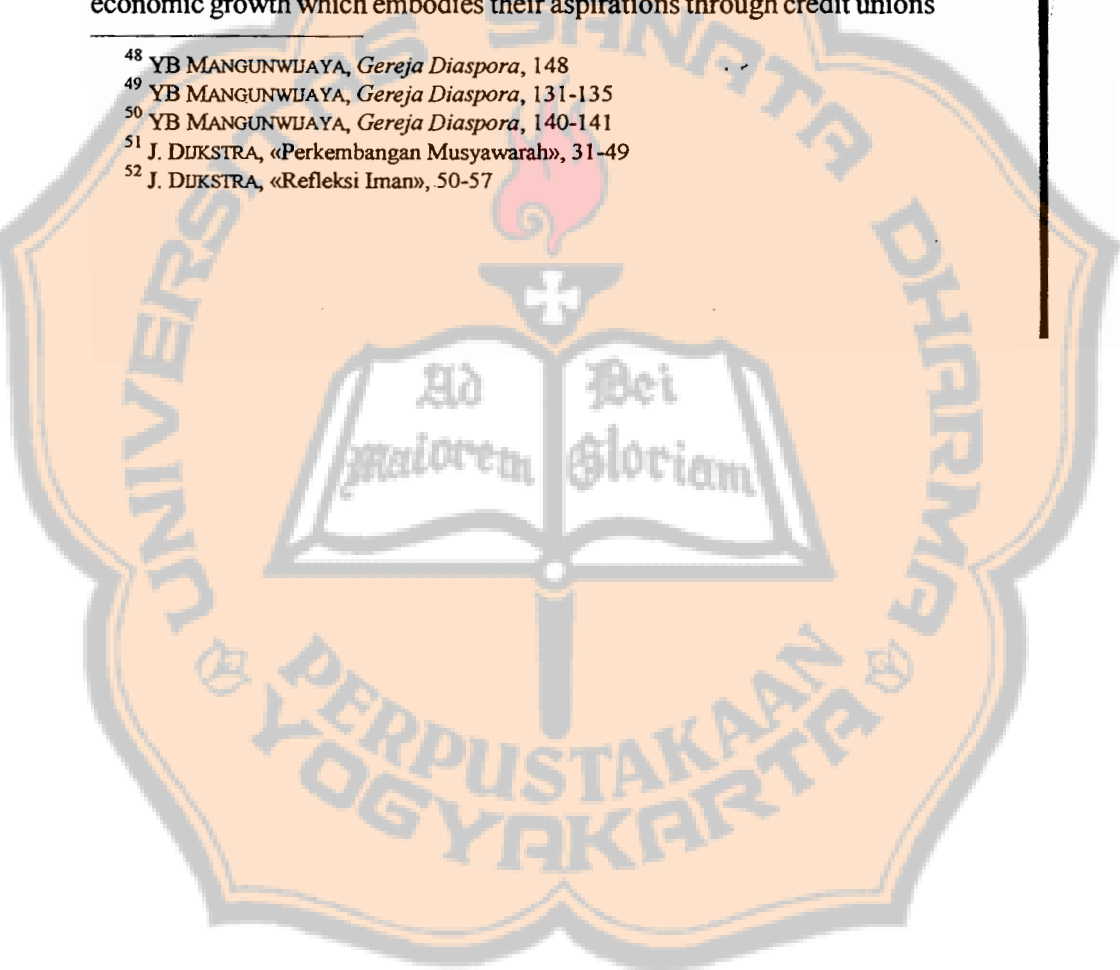 economic growth which embodies their aspirations through credit unions
48 YB MANGUNWIJAYA, Gereja Diaspora, 148
49 YB MANGUNWIJAYA, Gereja Diaspora, 131-135
50 YB MANGUNWIJAYA, Gereja Diaspora, 140-141
51 J. DIJKSTRA, «Perkembangan Musyawarah», 31-49
52 J. DIJKSTRA, «Refleksi Iman», 50-57
UNIVERSITAS SANATA DHARMA
Ad Dei
maiorem Gloriam
PERPUSTAKAAN
YOGYAKARTA